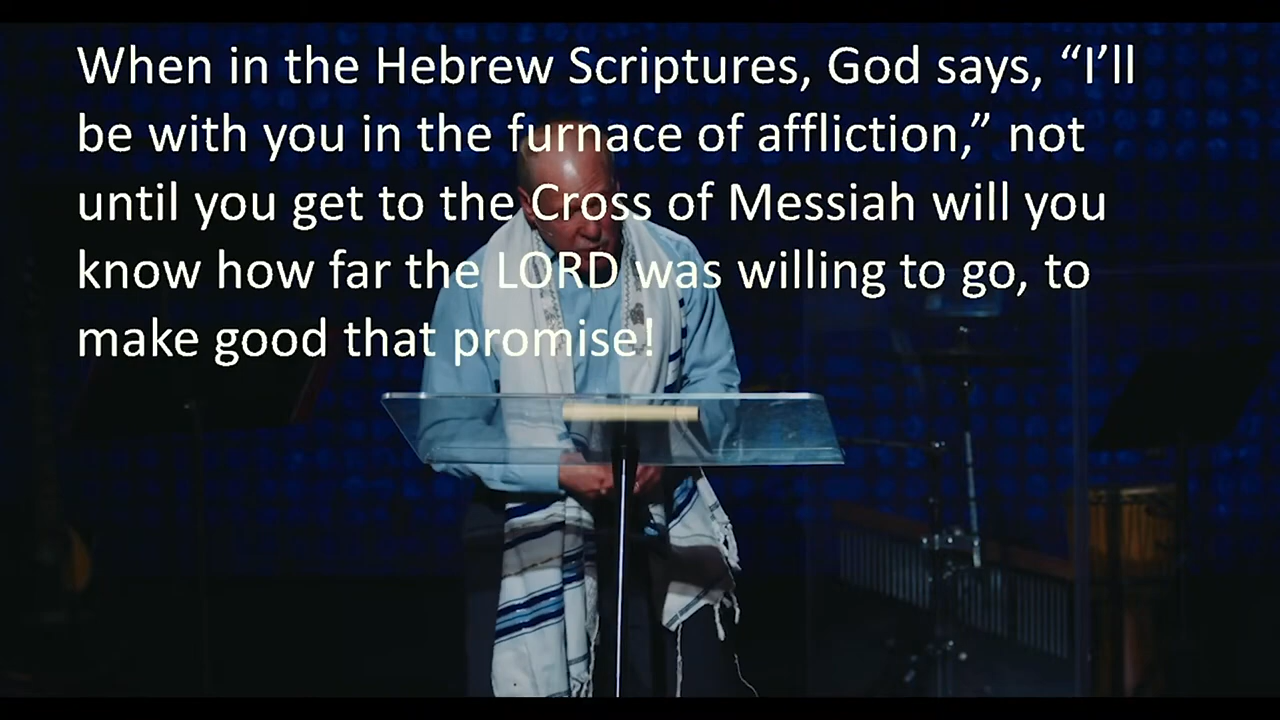 When in the Hebrew Scriptures, God says, “I’ll
be with you in the furnace of affliction,” not
until you get to the Cross of Messiah will you
know how far the LORD was willing to go, to
make good that promise!